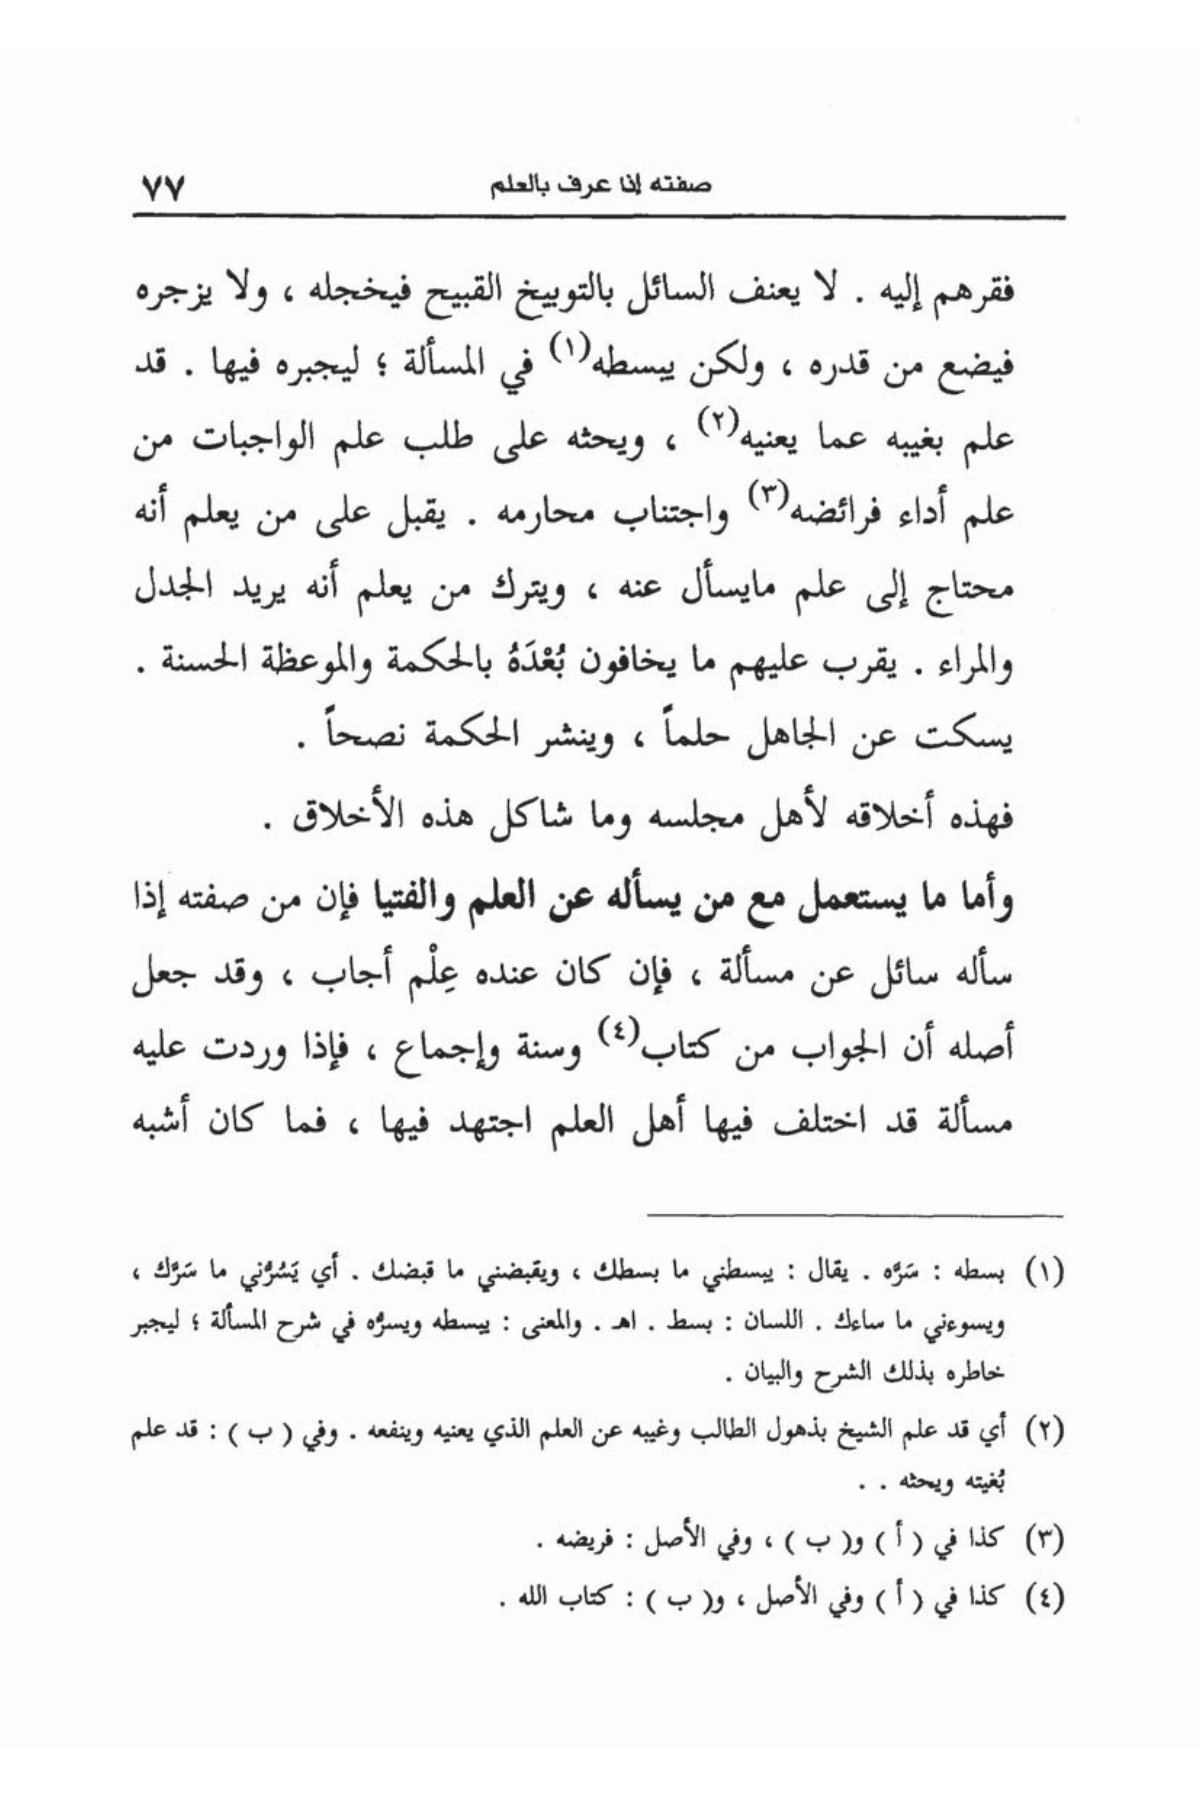 صفته إذا عرف بالعلم ٧٧
فقرهم إليه . لا يعنف السائل بالتوبيخ القبيح فيخجله ، ولا يزجره
فيضع من قدره ، ولكن يبسطه(١) في المسألة ؛ ليجبره فيها . قد
علم بغيبه عما يعنيه(٢) ، ويحثه على طلب علم الواجبات من
علم أداء فرائضه(٣) واجتناب محارمه . يقبل على من يعلم أنه
محتاج إلى علم مايسأل عنه ، ويترك من يعلم أنه يريد الجدل
والمراء . يقرب عليهم ما يخافون بُعْدَهُ بالحكمة والموعظة الحسنة .
يسكت عن الجاهل حلماً ، وينشر الحكمة نصحاً .
فهذه أخلاقه لأهل مجلسه وما شاكل هذه الأخلاق .
وأما ما يستعمل مع من يسأله عن العلم والفتيا فإن من صفته إذا
سأله سائل عن مسألة ، فإن كان عنده عِلْم أجاب ، وقد جعل
أصله أن الجواب من كتاب(٤) وسنة وإجماع ، فإذا وردت عليه
مسألة قد اختلف فيها أهل العلم اجتهد فيها ، فما كان أشبه
(١) بسطه : سَرَّه . يقال : يبسطني ما بسطك ، ويقبضني ما قبضك . أي يَسُرُّني ما سَرَّك ،
ويسوءني ما ساءك . اللسان : بسط . اهـ . والمعنى : يبسطه ويسرُّه في شرح المسألة ؛ ليجبر
خاطره بذلك الشرح والبيان .
(٢) أي قد علم الشيخ بذهول الطالب وغيبه عن العلم الذي يعنيه وينفعه . وفي ( ب ) : قد علم
بُغيته ويحثه . .
(٣) كذا في ( أ ) و( ب ) ، وفي الأصل : فريضه .
(٤) كذا في ( أ ) وفي الأصل ، و( ب ) : كتاب الله .